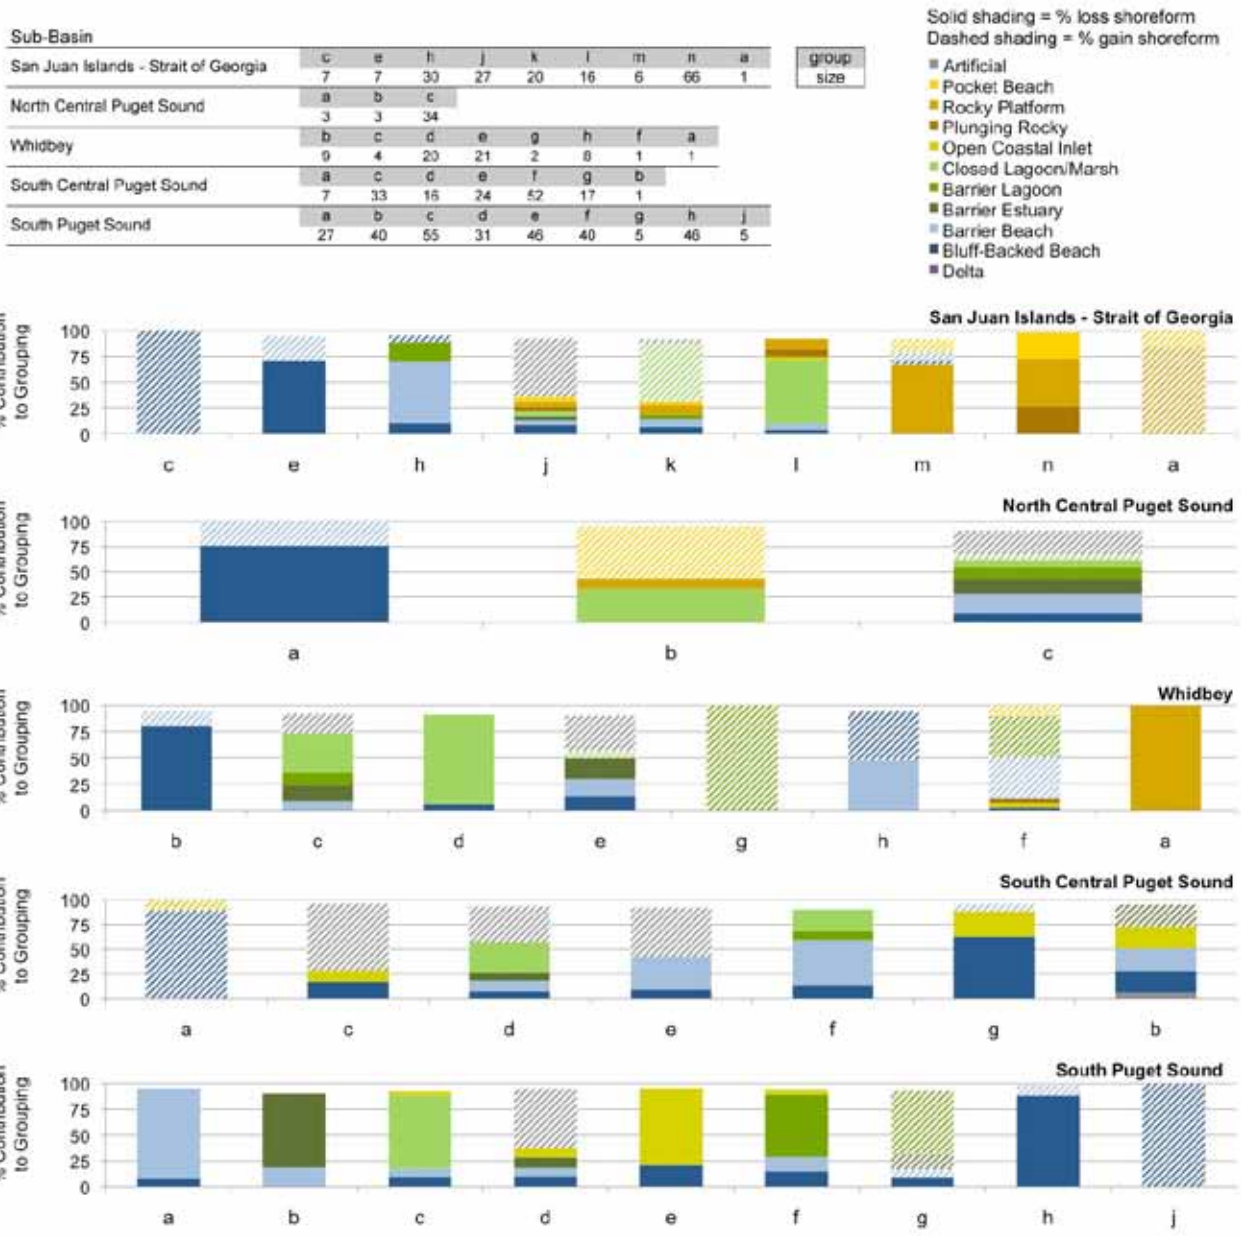 Solid shading = % loss shoreform
Dashed shading = % gain shoreform
Sub-Basin
San Juan Islands - Strait of Georgia c e h j k l m n a
7 7 30 27 20 16 6 66 1
group
size
North Central Puget Sound a b c
3 3 34
Whidbey b c d e g h f a
9 4 20 21 2 8 1 1
South Central Puget Sound a c d e f g b
7 33 16 24 52 17 1
South Puget Sound a b c d e f g h j
27 40 55 31 46 40 5 46 5
Artificial
Pocket Beach
Rocky Platform
Plunging Rocky
Open Coastal Inlet
Closed Lagoon/Marsh
Barrier Lagoon
Barrier Estuary
Barrier Beach
Bluff-Backed Beach
Delta
San Juan Islands - Strait of Georgia
% Contribution
to Grouping
100
75
50
25
0
c e h j k l m n a
North Central Puget Sound
% Contribution
to Grouping
100
75
50
25
0
a b c
Whidbey
% Contribution
to Grouping
100
75
50
25
0
b c d e g h f a
South Central Puget Sound
% Contribution
to Grouping
100
75
50
25
0
a c d e f g b
South Puget Sound
% Contribution
to Grouping
100
75
50
25
0
a b c d e f g h j